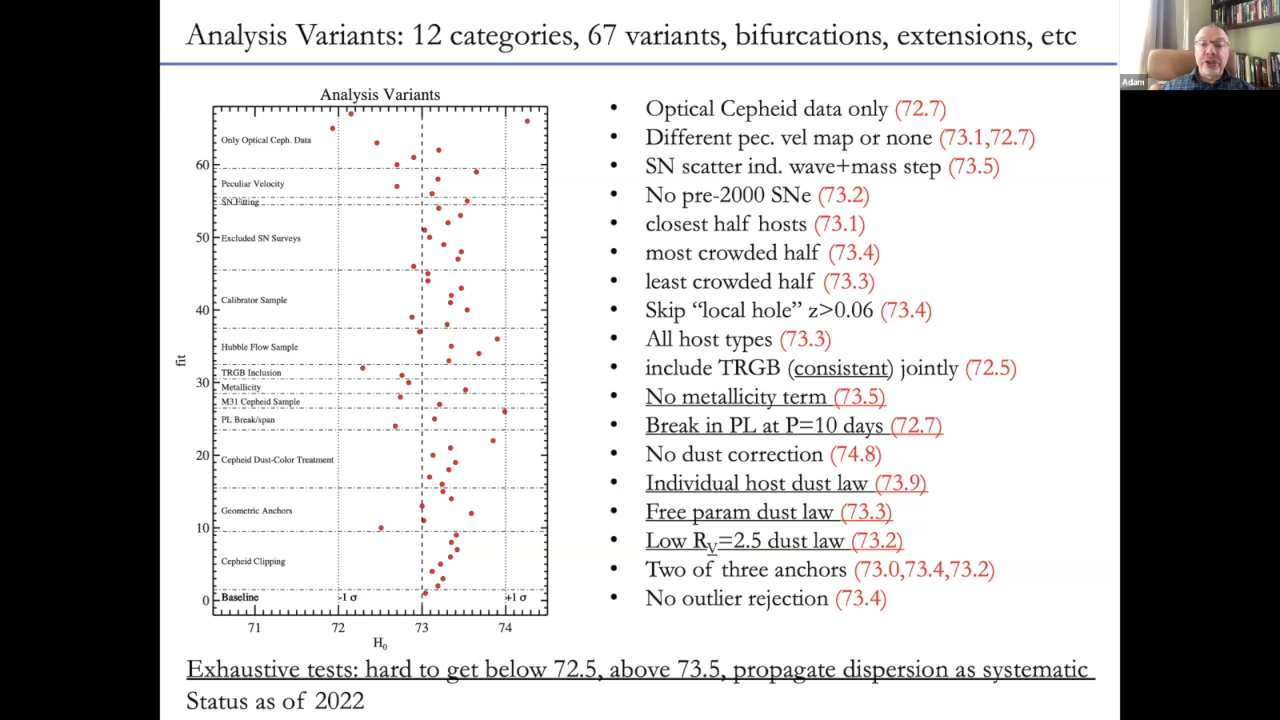 Analysis Variants: 12 categories, 67 variants, bifurcations, extensions, etc
Adam
Analysis Variants
Only Optical Ceph. Data
Peculiar Velocity
SN Fitting
Excluded SN Surveys
Calibrator Sample
Hubble Flow Sample
TRGB Inclusion
Metallicity
M31 Cepheid Sample
PL Break/span
Cepheid Dust-Color Treatment
Geometric Anchors
Cepheid Clipping
Baseline
-1 σ
+1 σ
60
50
40
30
20
10
0
fit
71 72 73 74
H₀
• Optical Cepheid data only (72.7)
• Different pec. vel map or none (73.1,72.7)
• SN scatter ind. wave+mass step (73.5)
• No pre-2000 SNe (73.2)
• closest half hosts (73.1)
• most crowded half (73.4)
• least crowded half (73.3)
• Skip “local hole” z>0.06 (73.4)
• All host types (73.3)
• include TRGB (consistent) jointly (72.5)
• No metallicity term (73.5)
• Break in PL at P=10 days (72.7)
• No dust correction (74.8)
• Individual host dust law (73.9)
• Free param dust law (73.3)
• Low R_V=2.5 dust law (73.2)
• Two of three anchors (73.0,73.4,73.2)
• No outlier rejection (73.4)
Exhaustive tests: hard to get below 72.5, above 73.5, propagate dispersion as systematic
Status as of 2022